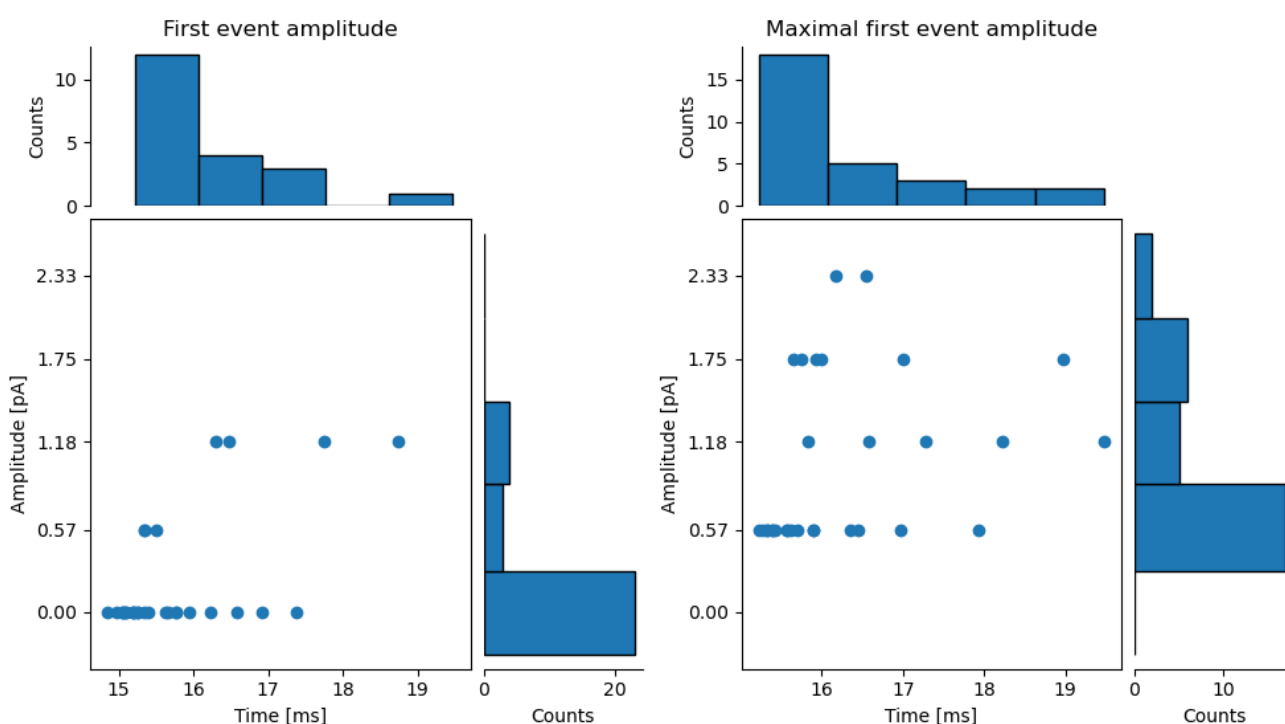 First event amplitude
Counts
10
5
0
2.33
1.75
1.18
0.57
0.00
Amplitude [pA]
15 16 17 18 19
Time [ms]
0 20
Counts
Maximal first event amplitude
Counts
15
10
5
0
2.33
1.75
1.18
0.57
0.00
Amplitude [pA]
16 17 18 19
Time [ms]
0 10
Counts